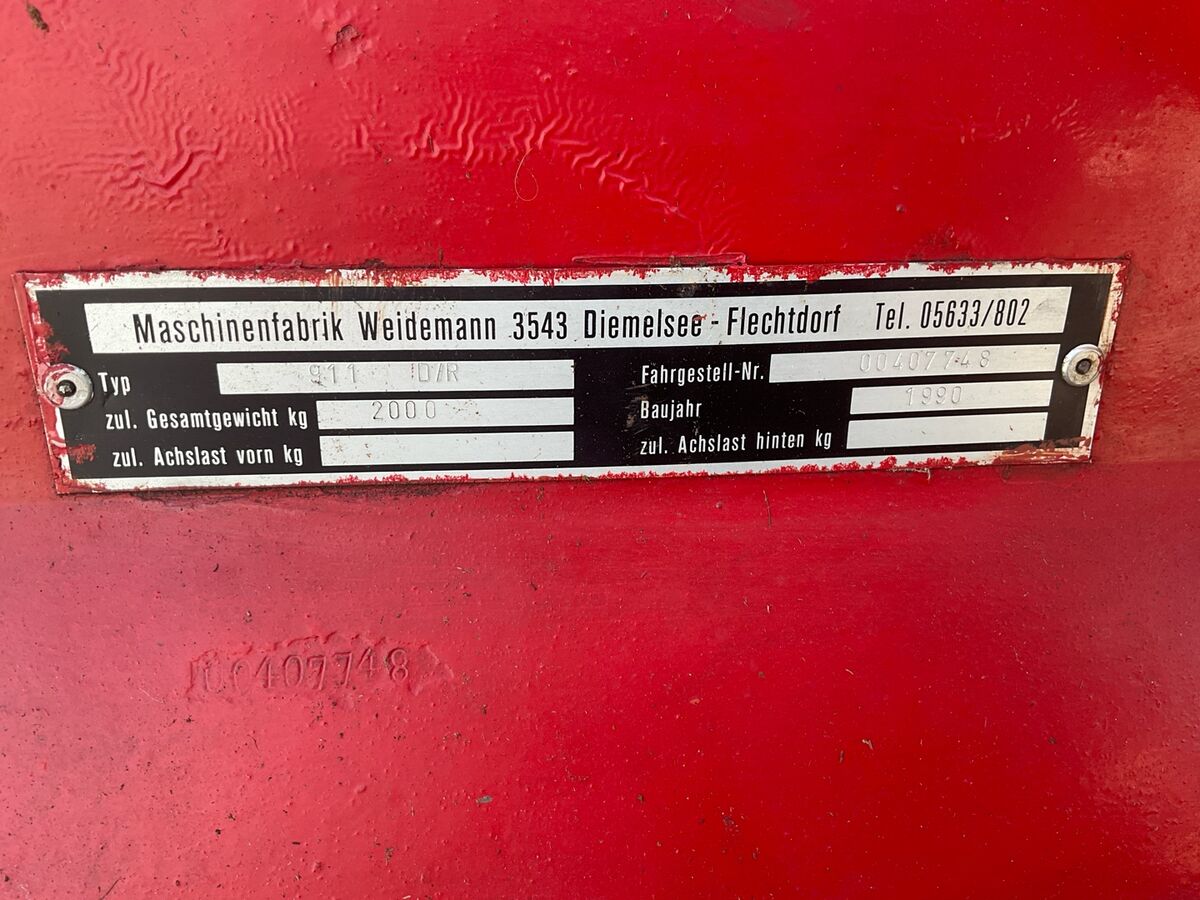 Maschinenfabrik Weidemann 3543 Diemelsee - Flechtdorf Tel. 05633/802
Typ 911 D/R Fahrgestell-Nr. 00407748
zul. Gesamtgewicht kg 2000 Baujahr 1990
zul. Achslast vorn kg zul. Achslast hinten kg
00407748